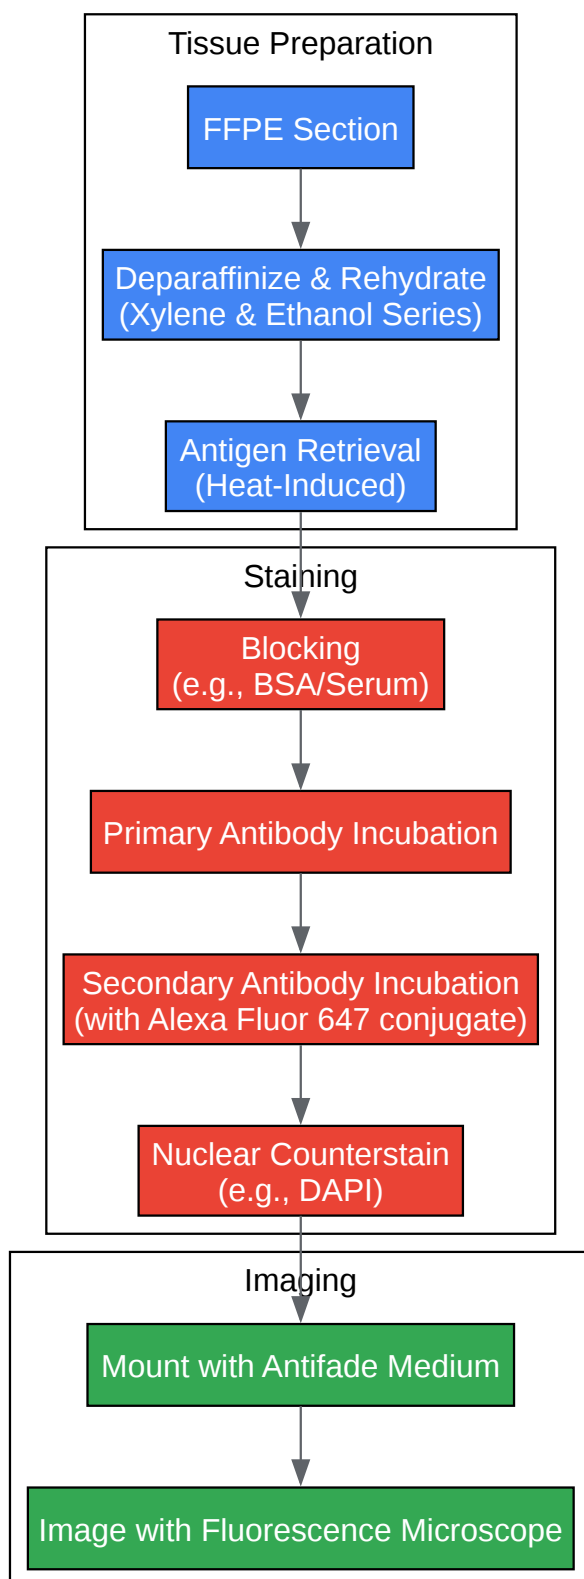 Tissue Preparation
FFPE Section
Deparaffinize & Rehydrate
(Xylene & Ethanol Series)
Antigen Retrieval
(Heat-Induced)
Staining
Blocking
(e.g., BSA/Serum)
Primary Antibody Incubation
Secondary Antibody Incubation
(with Alexa Fluor 647 conjugate)
Nuclear Counterstain
(e.g., DAPI)
Imaging
Mount with Antifade Medium
Image with Fluorescence Microscope